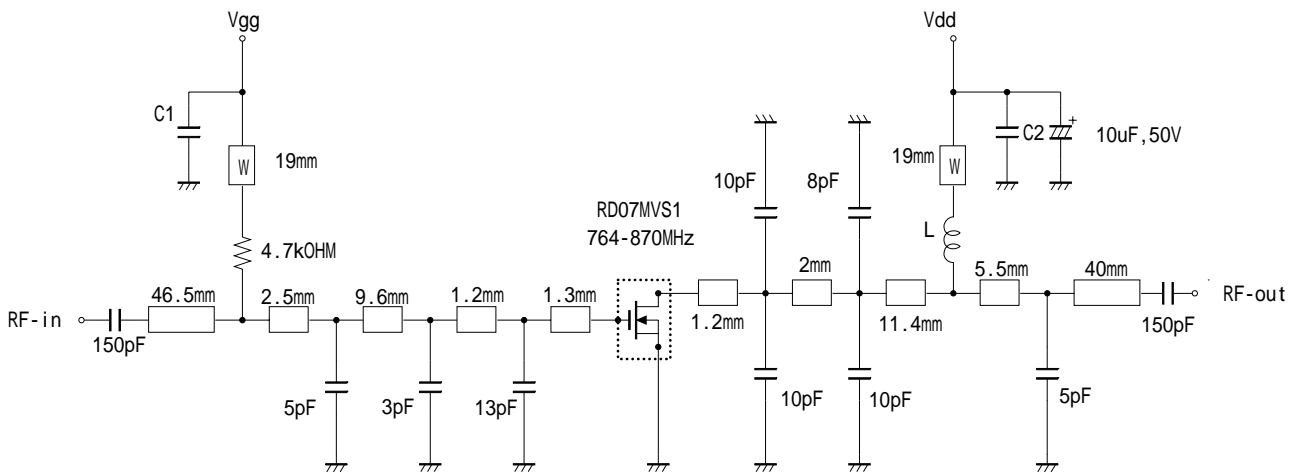 Vgg
Vdd
C1
W
19mm
4.7kOHM
10pF
8pF
19mm
W
C2
+
10uF,50V
RD07MVS1
764-870MHz
L
RF-in
150pF
46.5mm
2.5mm
9.6mm
1.2mm
1.3mm
1.2mm
2mm
11.4mm
5.5mm
40mm
150pF
RF-out
5pF
3pF
13pF
10pF
10pF
5pF